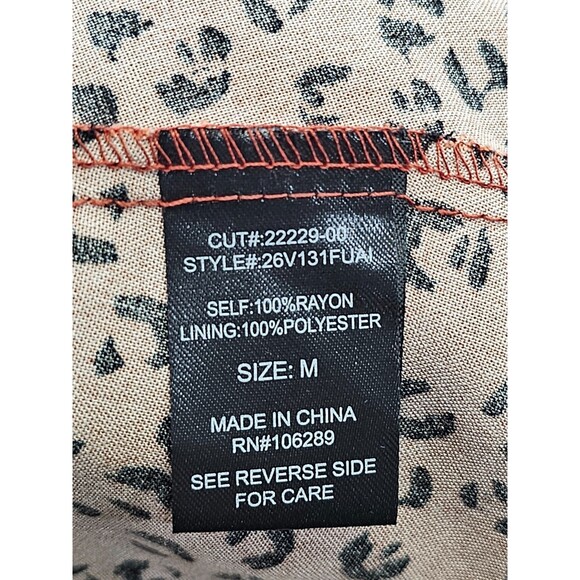 CUT#:22229-00
STYLE#:26V131FUAI
SELF:100%RAYON
LINING:100%POLYESTER
SIZE: M
MADE IN CHINA
RN#106289
SEE REVERSE SIDE
FOR CARE